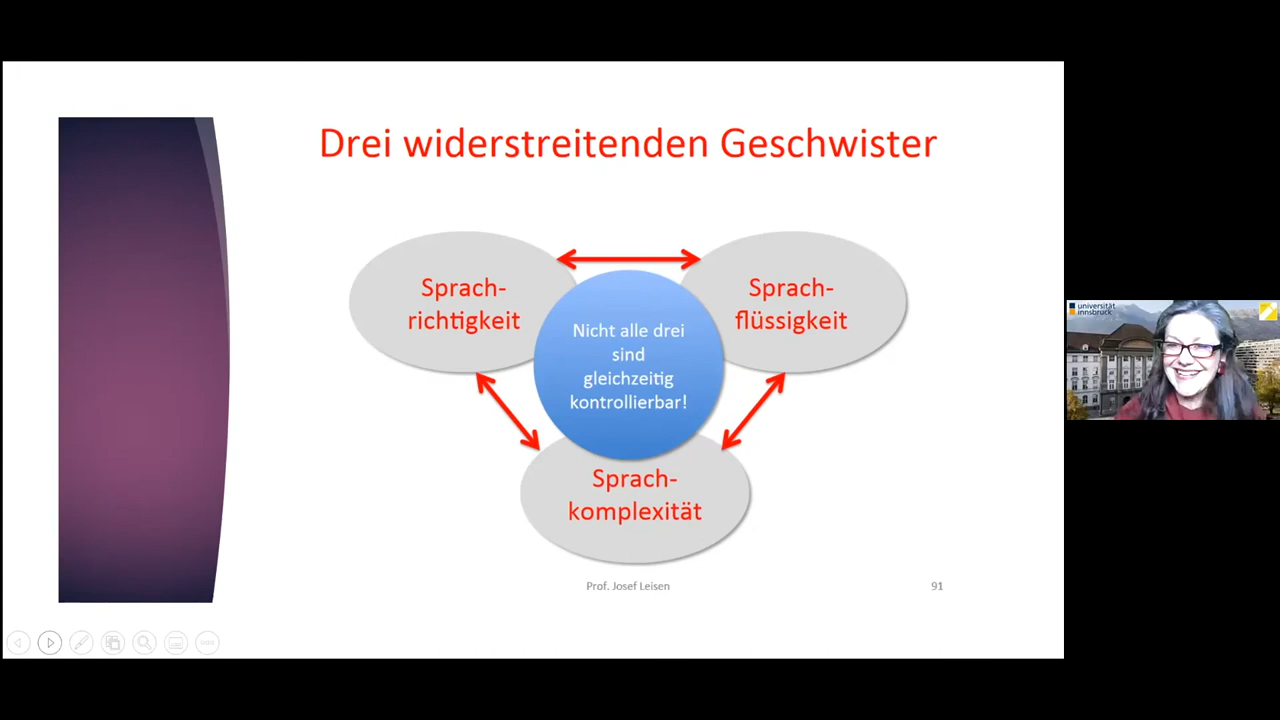 Drei widerstreitenden Geschwister
Sprach-
richtigkeit
Sprach-
flüssigkeit
Nicht alle drei
sind
gleichzeitig
kontrollierbar!
Sprach-
komplexität
Prof. Josef Leisen
91
universität
innsbruck